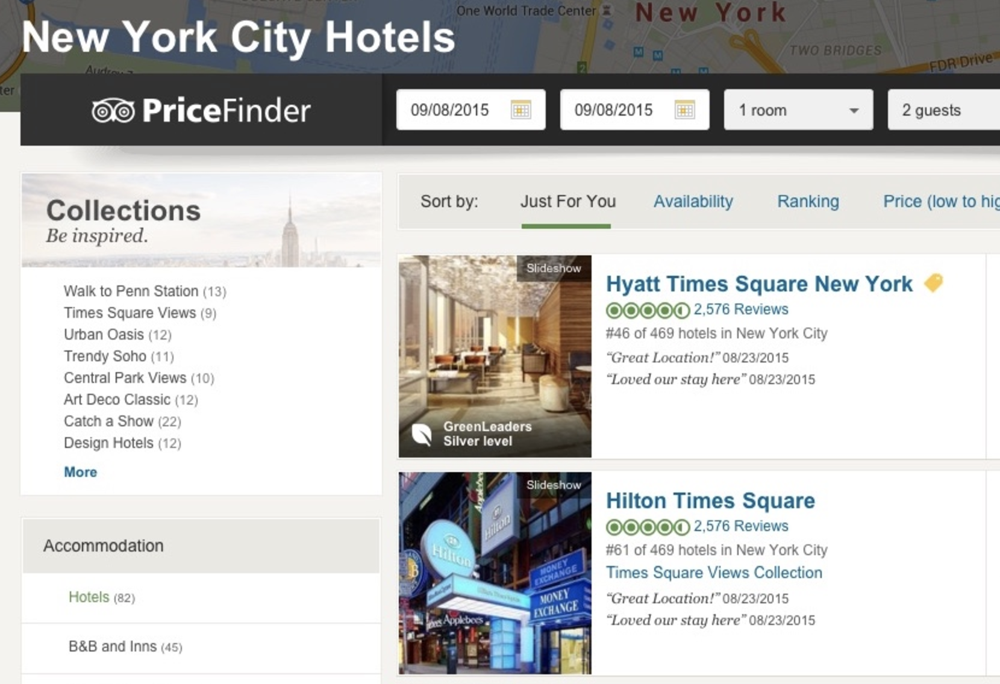 One World Trade Center
New York
New York City Hotels
TWO BRIDGES
FDR Drive
2
M
M
M
M
PriceFinder
09/08/2015
09/08/2015
1 room
2 guests
Collections
Be inspired.
Walk to Penn Station (13)
Times Square Views (9)
Urban Oasis (12)
Trendy Soho (11)
Central Park Views (10)
Art Deco Classic (12)
Catch a Show (22)
Design Hotels (12)
More
Accommodation
Hotels (82)
B&B and Inns (45)
Sort by: Just For You Availability Ranking Price (low to hig
Slideshow
GreenLeaders
Silver level
Hyatt Times Square New York
2,576 Reviews
#46 of 469 hotels in New York City
“Great Location!” 08/23/2015
“Loved our stay here” 08/23/2015
Slideshow
Hilton
Hilton
MONEY
EXCHANGE
MONEY
EXCHANGE
Applebees
Hilton Times Square
2,576 Reviews
#61 of 469 hotels in New York City
Times Square Views Collection
“Great Location!” 08/23/2015
“Loved our stay here” 08/23/2015